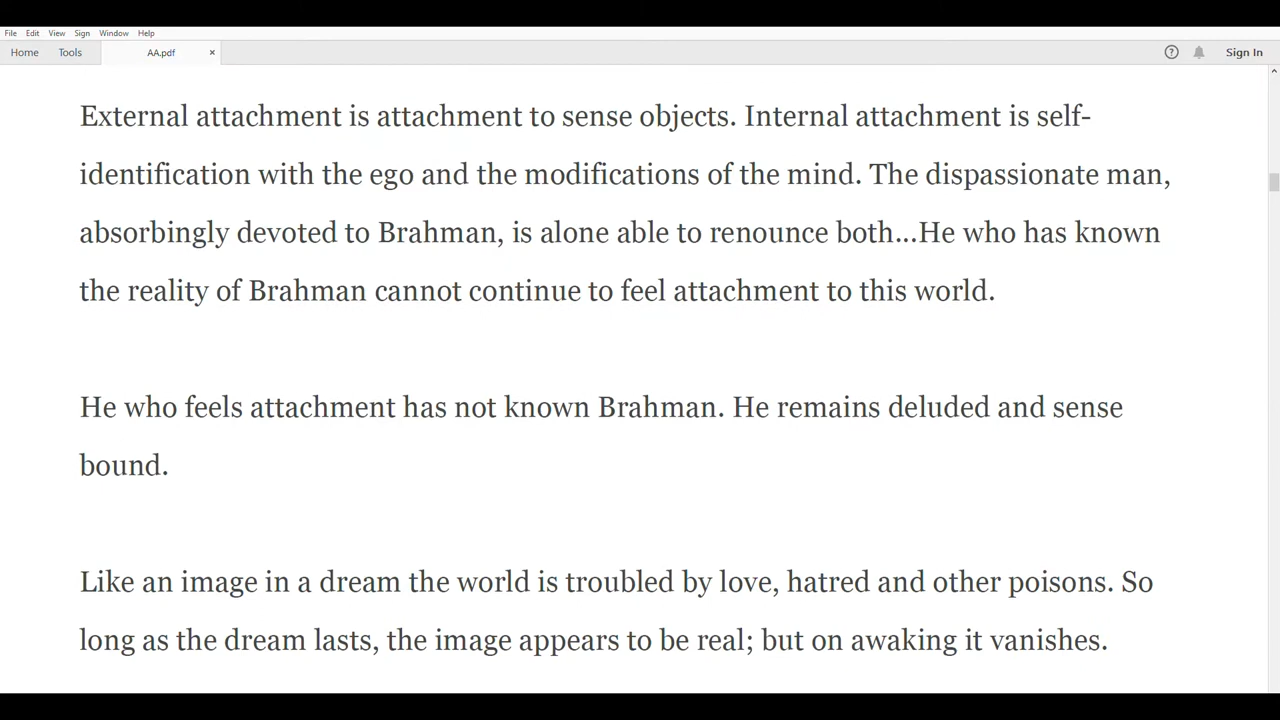 File Edit View Sign Window Help
Home Tools AA.pdf × ? Sign In
External attachment is attachment to sense objects. Internal attachment is self-
identification with the ego and the modifications of the mind. The dispassionate man,
absorbingly devoted to Brahman, is alone able to renounce both...He who has known
the reality of Brahman cannot continue to feel attachment to this world.
He who feels attachment has not known Brahman. He remains deluded and sense
bound.
Like an image in a dream the world is troubled by love, hatred and other poisons. So
long as the dream lasts, the image appears to be real; but on awaking it vanishes.